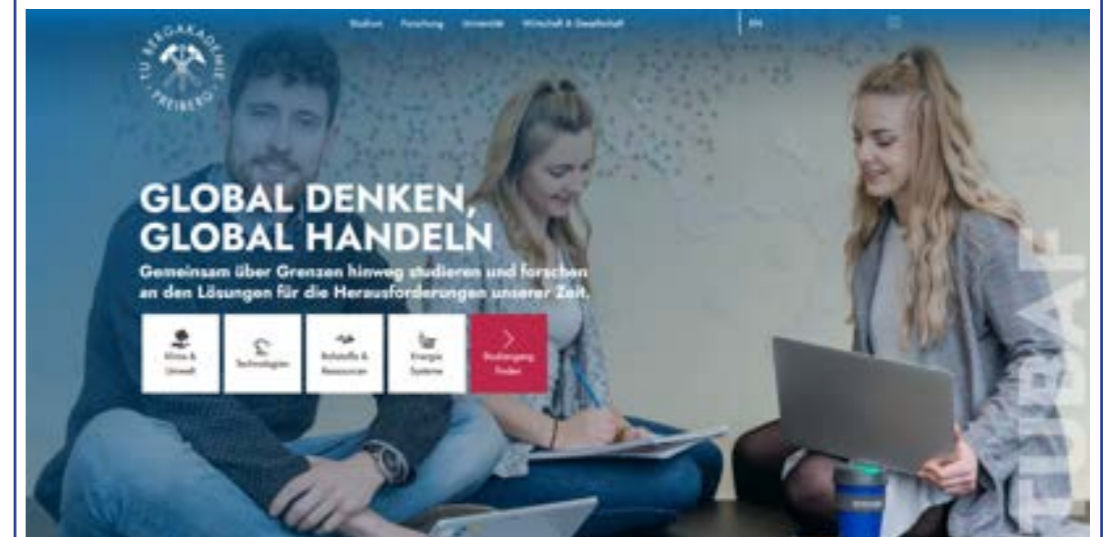 Studium Forschung Universität Wirtschaft & Gesellschaft EN
TU BERGAKADEMIE FREIBERG
GLOBAL DENKEN,
GLOBAL HANDELN
Gemeinsam über Grenzen hinweg studieren und forschen
an den Lösungen für die Herausforderungen unserer Zeit.
Klima &
Umwelt
Technologien
Rohstoffe &
Ressourcen
Energie
Systeme
Studiengang
finden
TUBAF